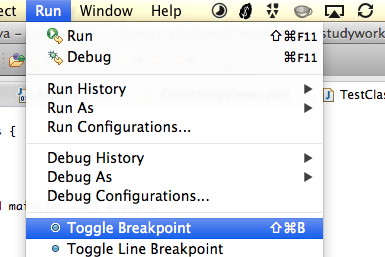 ect Run Window Help
va – studywork
Run ⇧⌘F11
Debug ⌘F11
Run History
TestClas
Run As
Run Configurations...
s {
Debug History
Debug As
Debug Configurations...
d ma
Toggle Breakpoint ⇧⌘B
Toggle Line Breakpoint